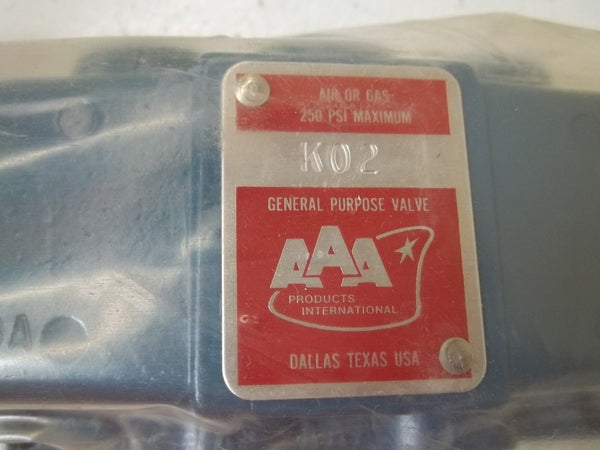 AIR OR GAS
250 PSI MAXIMUM
K02
GENERAL PURPOSE VALVE
AAA
PRODUCTS
INTERNATIONAL
DALLAS TEXAS USA